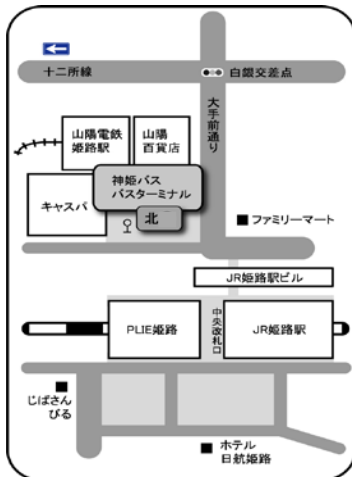 十二所線
白銀交差点
大手前通り
山陽電鉄
姫路駅
山陽
百貨店
神姫バス
バスターミナル
北
キャスパ
ファミリーマート
JR姫路駅ビル
PLIE姫路
中央改札口
JR姫路駅
じばさん
びる
ホテル
日航姫路